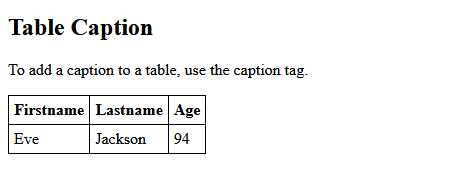 Table Caption
To add a caption to a table, use the caption tag.
Firstname Lastname Age
Eve Jackson 94